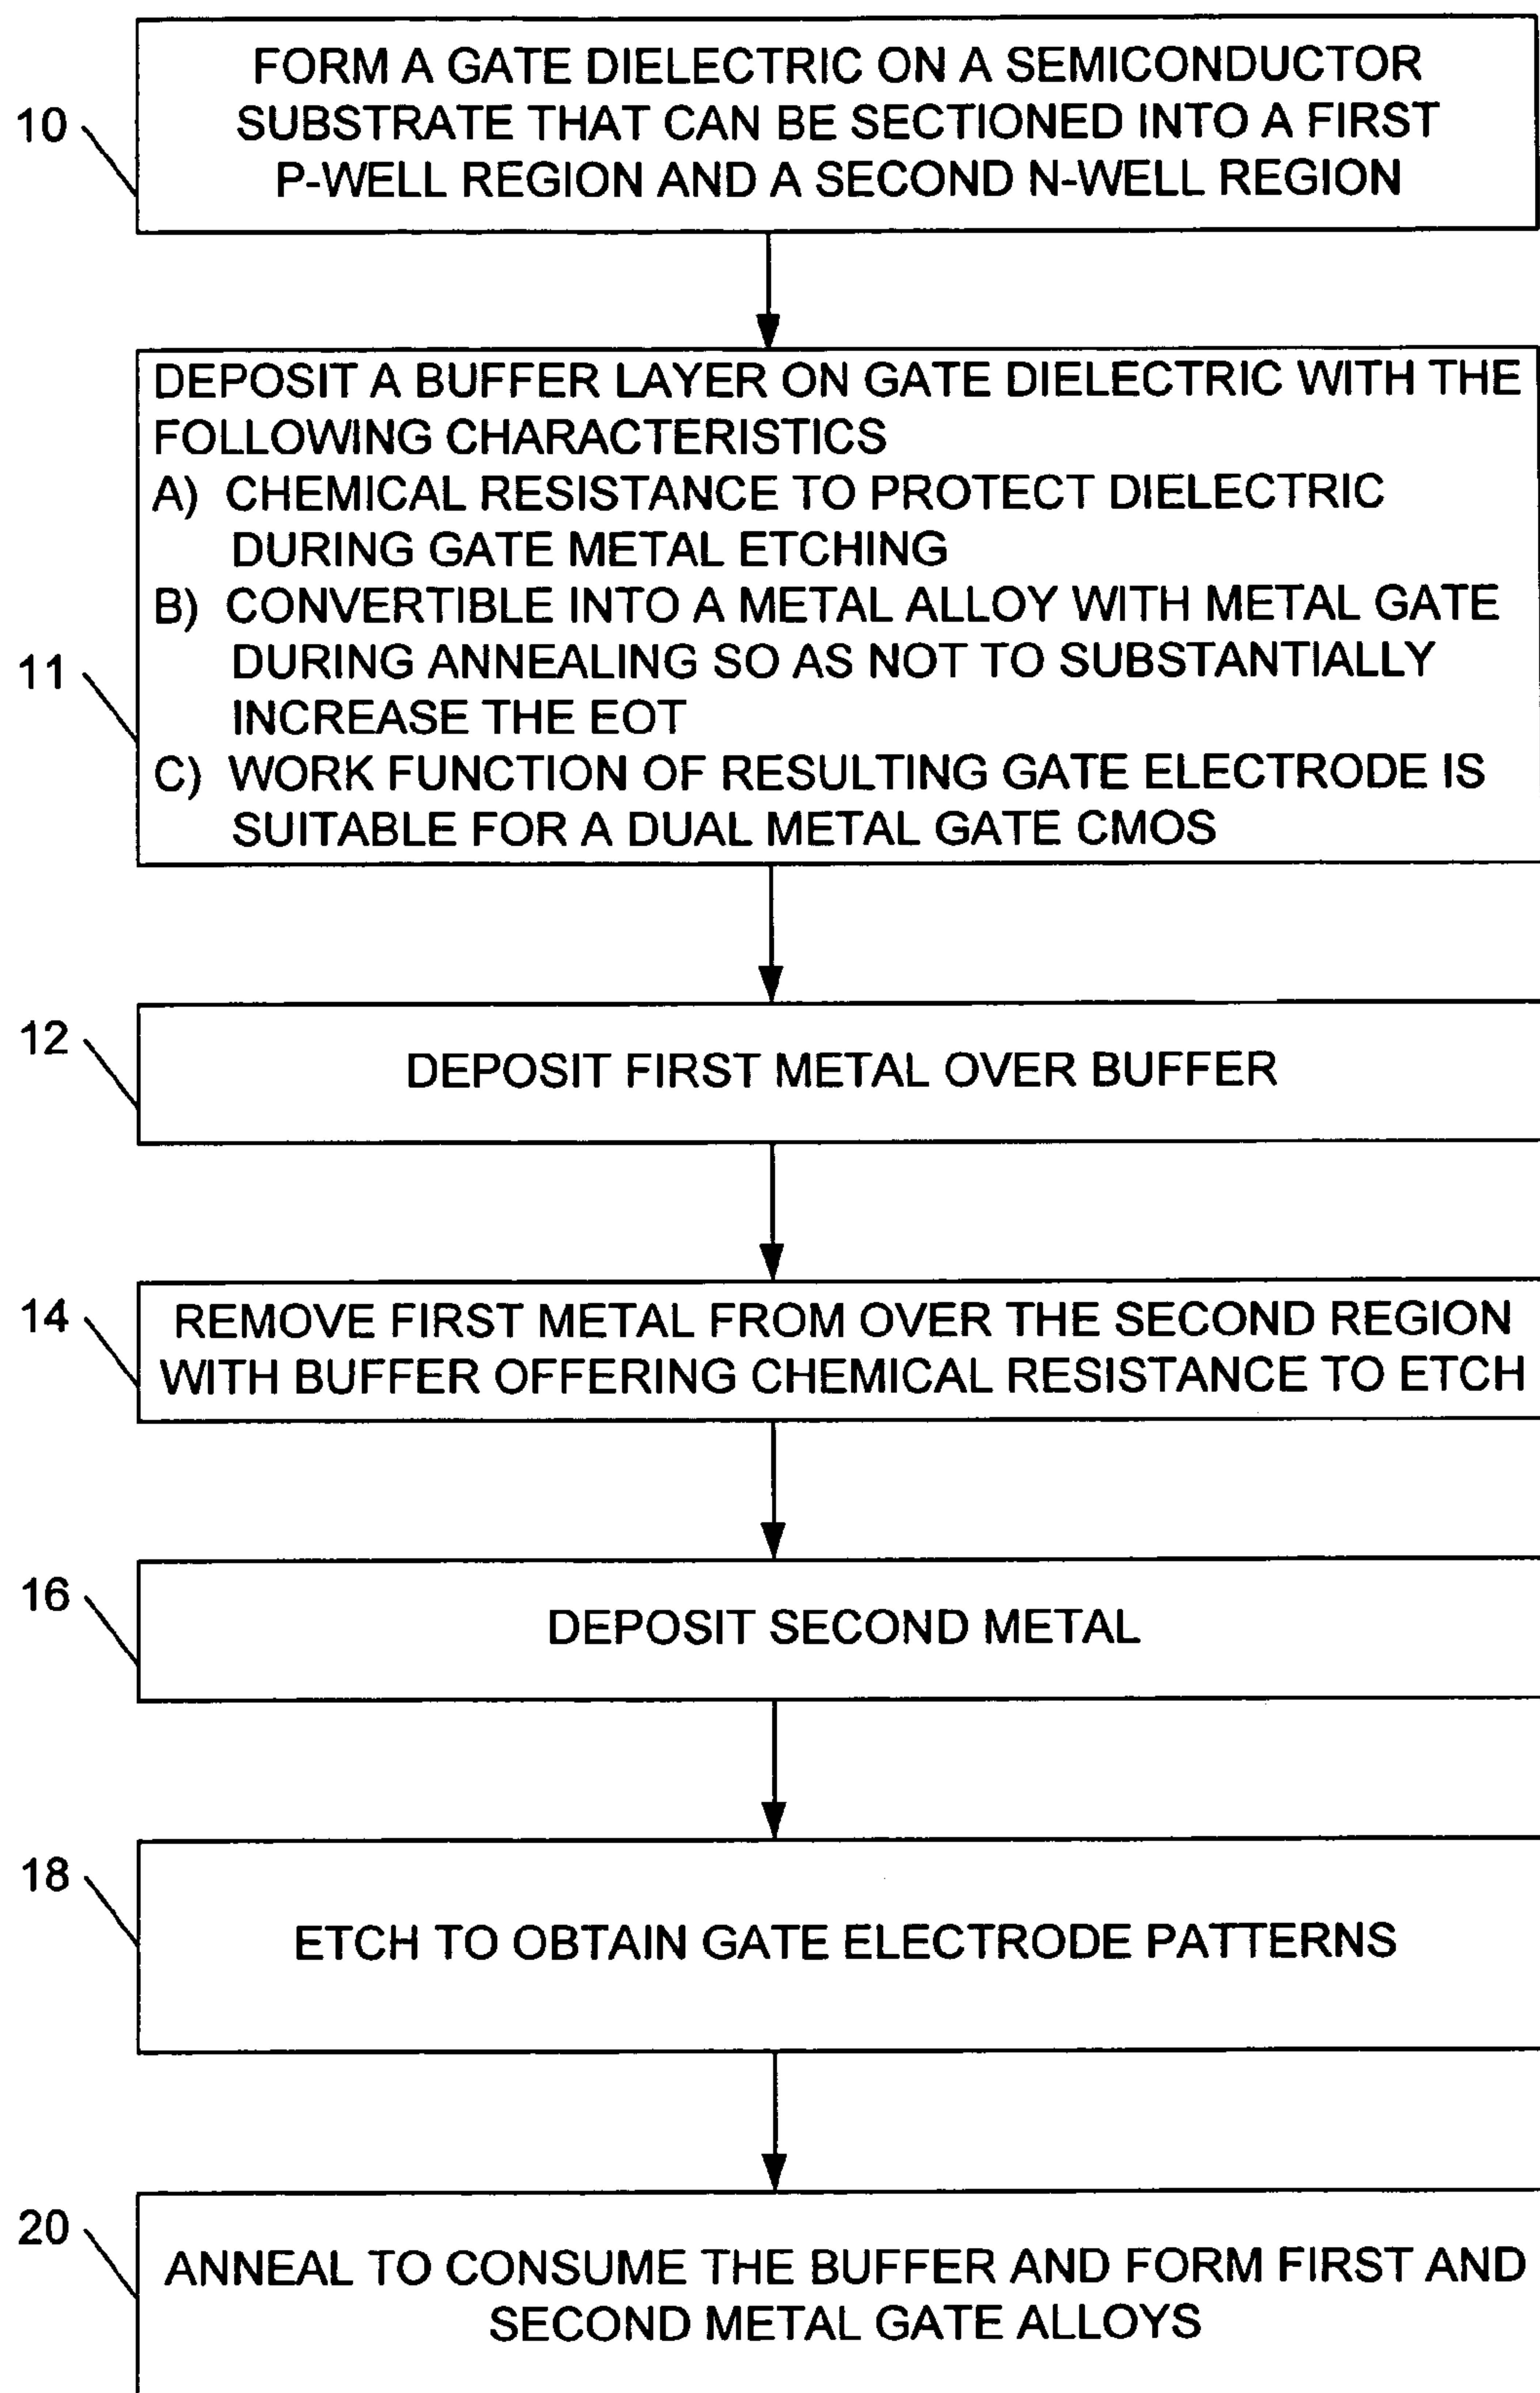 FORM A GATE DIELECTRIC ON A SEMICONDUCTOR
SUBSTRATE THAT CAN BE SECTIONED INTO A FIRST
P-WELL REGION AND A SECOND N-WELL REGION
10
DEPOSIT A BUFFER LAYER ON GATE DIELECTRIC WITH THE
FOLLOWING CHARACTERISTICS
A) CHEMICAL RESISTANCE TO PROTECT DIELECTRIC
DURING GATE METAL ETCHING
B) CONVERTIBLE INTO A METAL ALLOY WITH METAL GATE
DURING ANNEALING SO AS NOT TO SUBSTANTIALLY
INCREASE THE EOT
C) WORK FUNCTION OF RESULTING GATE ELECTRODE IS
SUITABLE FOR A DUAL METAL GATE CMOS
11
12
DEPOSIT FIRST METAL OVER BUFFER
14
REMOVE FIRST METAL FROM OVER THE SECOND REGION
WITH BUFFER OFFERING CHEMICAL RESISTANCE TO ETCH
16
DEPOSIT SECOND METAL
18
ETCH TO OBTAIN GATE ELECTRODE PATTERNS
20
ANNEAL TO CONSUME THE BUFFER AND FORM FIRST AND
SECOND METAL GATE ALLOYS